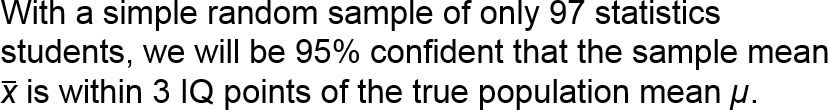 With a simple random sample of only 97 statistics
students, we will be 95% confident that the sample mean
x̄ is within 3 IQ points of the true population mean μ.